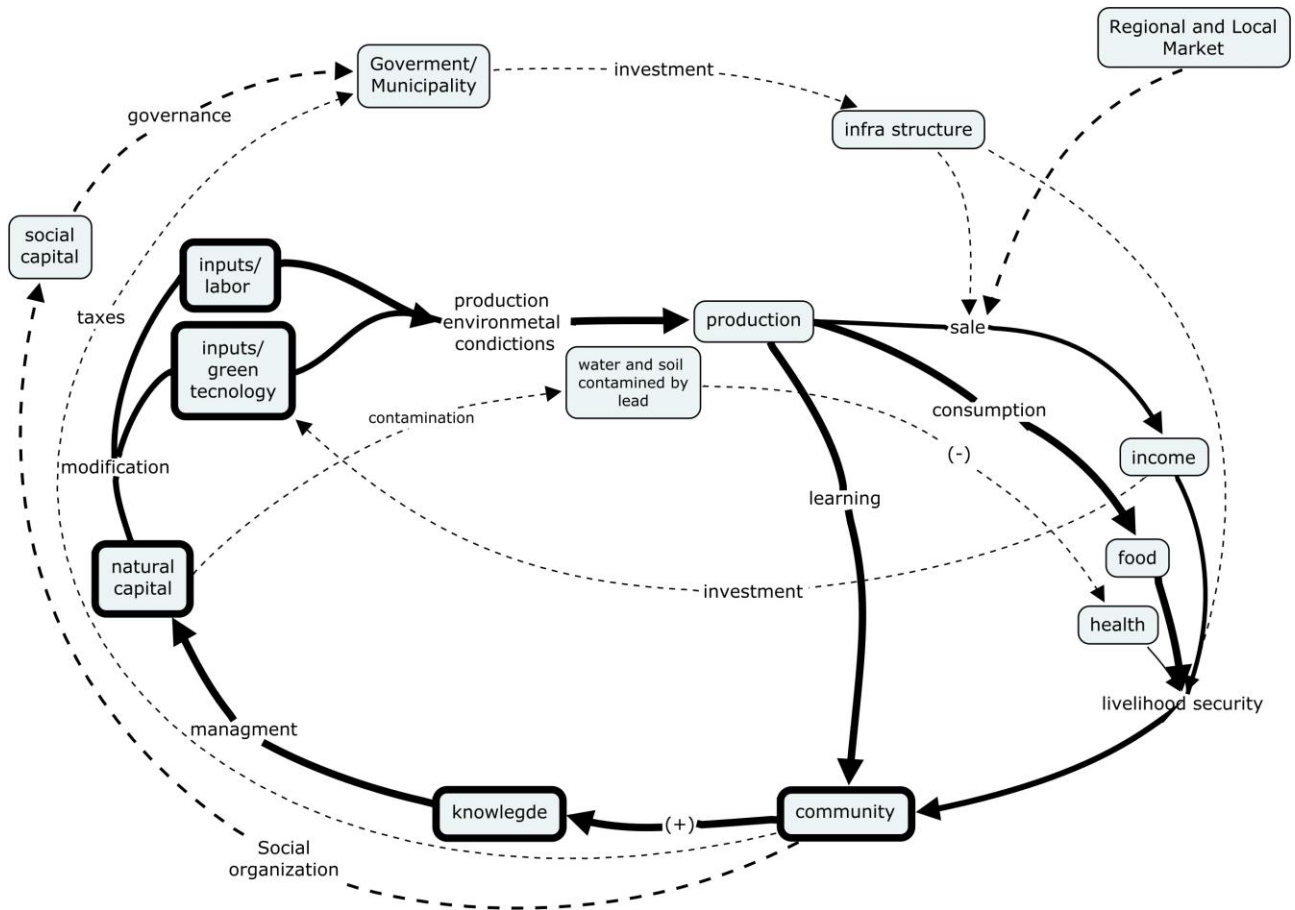 Regional and Local
Market
Goverment/
Municipality
investment
governance
infra structure
social
capital
inputs/
labor
taxes
production
environmetal
condictions
production
sale
inputs/
green
tecnology
water and soil
contamined by
lead
contamination
consumption
(-)
income
modification
learning
natural
capital
food
investment
health
livelihood security
managment
knowlegde
(+)
community
Social
organization